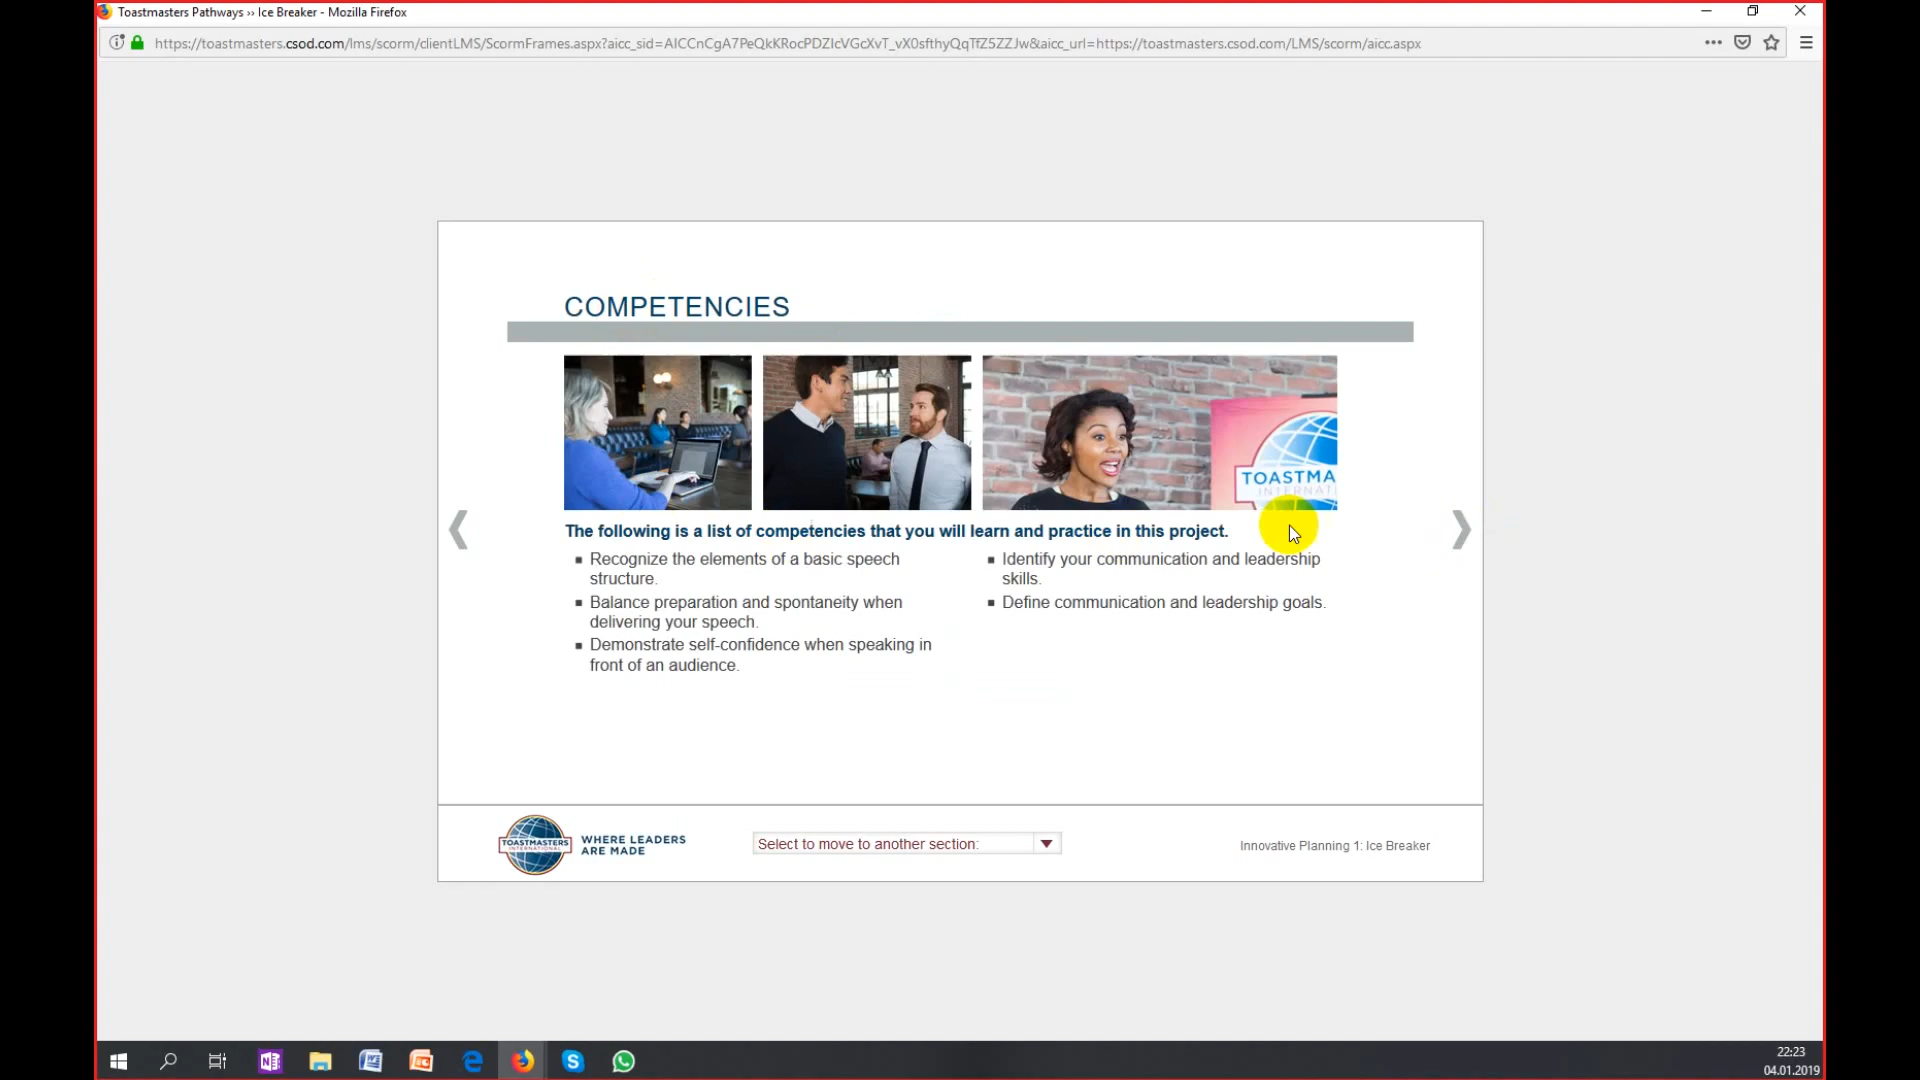 Toastmasters Pathways ›› Ice Breaker - Mozilla Firefox
https://toastmasters.csod.com/lms/scorm/clientLMS/ScormFrames.aspx?aicc_sid=AICCnCgA7PeQkKRocPDZIcVGcXvT_vX0sfthyQqTfZ5ZZJw&aicc_url=https://toastmasters.csod.com/LMS/scorm/aicc.aspx
COMPETENCIES
TOASTMA
INTERNAT
The following is a list of competencies that you will learn and practice in this project.
Recognize the elements of a basic speech
structure.
Balance preparation and spontaneity when
delivering your speech.
Demonstrate self-confidence when speaking in
front of an audience.
Identify your communication and leadership
skills.
Define communication and leadership goals.
TOASTMASTERS
INTERNATIONAL
WHERE LEADERS
ARE MADE
Select to move to another section:
Innovative Planning 1: Ice Breaker
22:23
04.01.2019